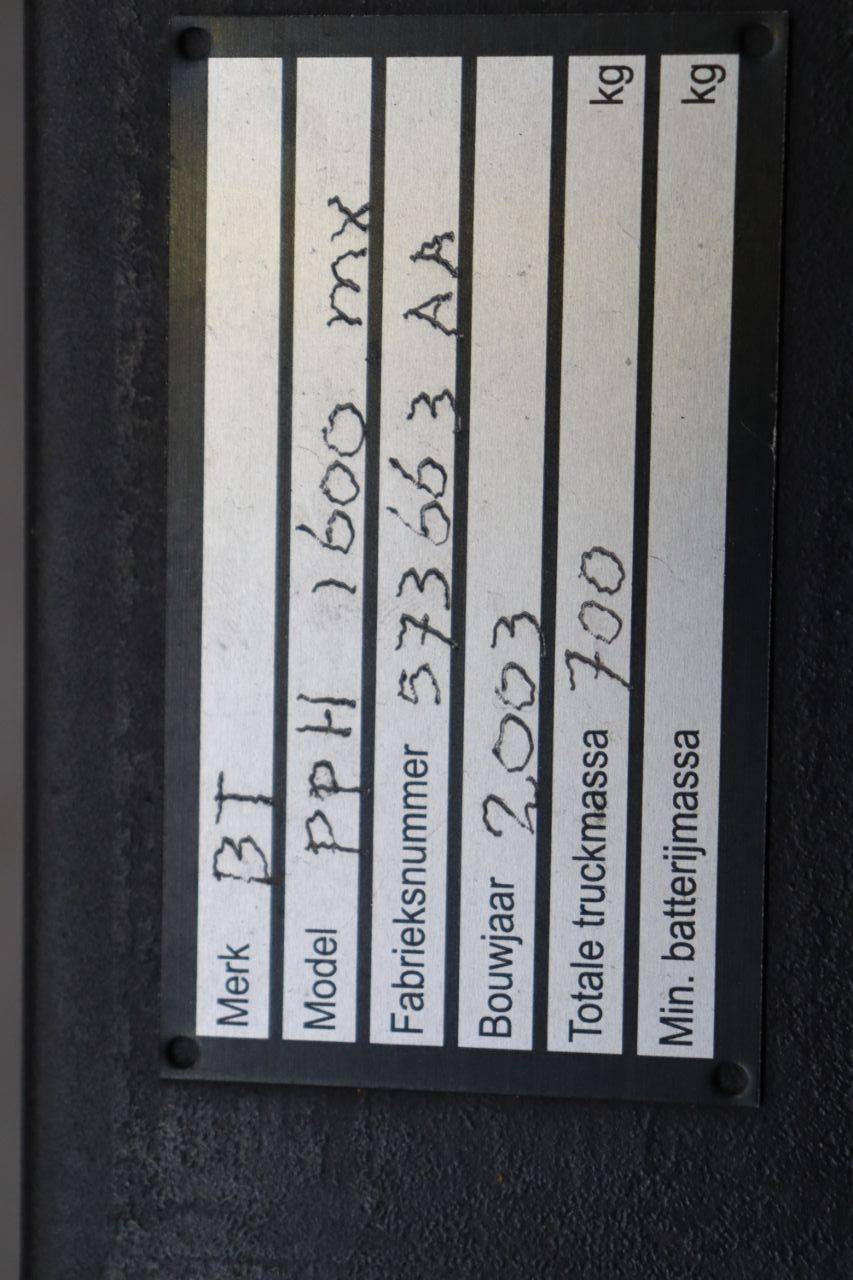 Merk BT
Model PPH 1600 mx
Fabrieksnummer 573663 AA
Bouwjaar 2003
Totale truckmassa 700 kg
Min. batterijmassa kg